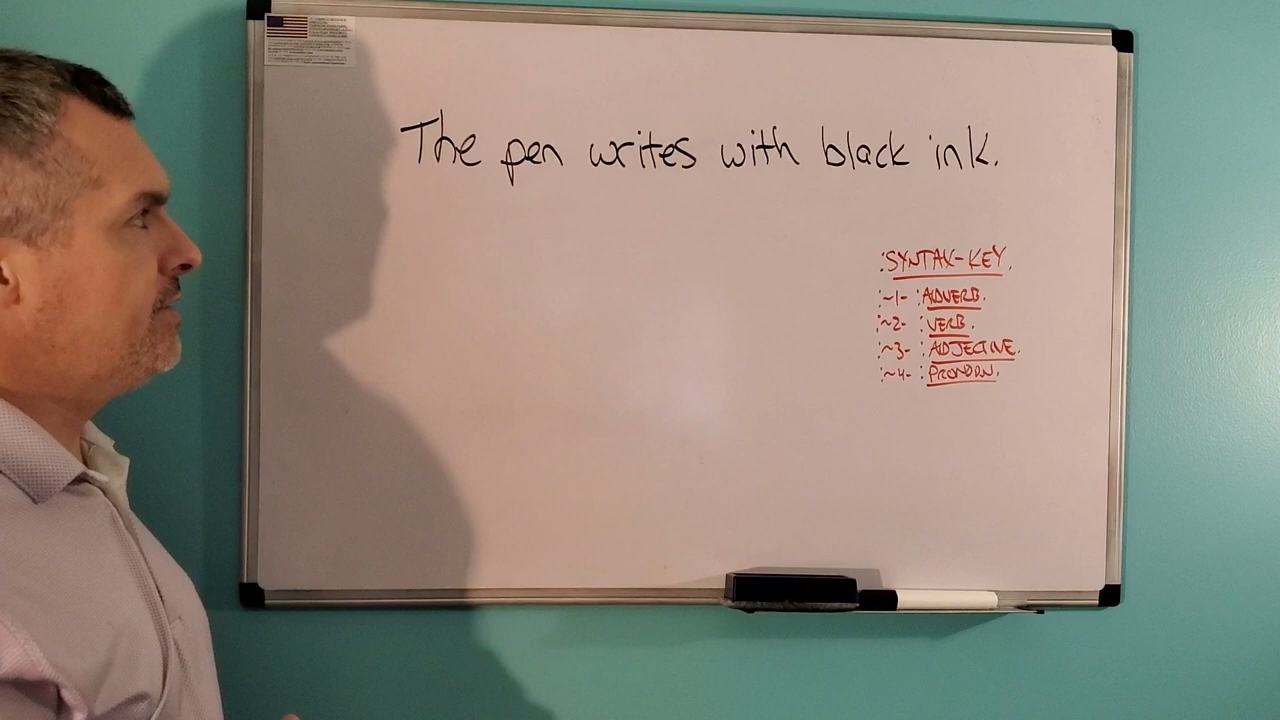 The pen writes with black ink.
:SYNTAX-KEY.
:~1- :ADVERB.
:~2- :VERB.
:~3- :ADJECTIVE.
:~4- :PRONOUN.